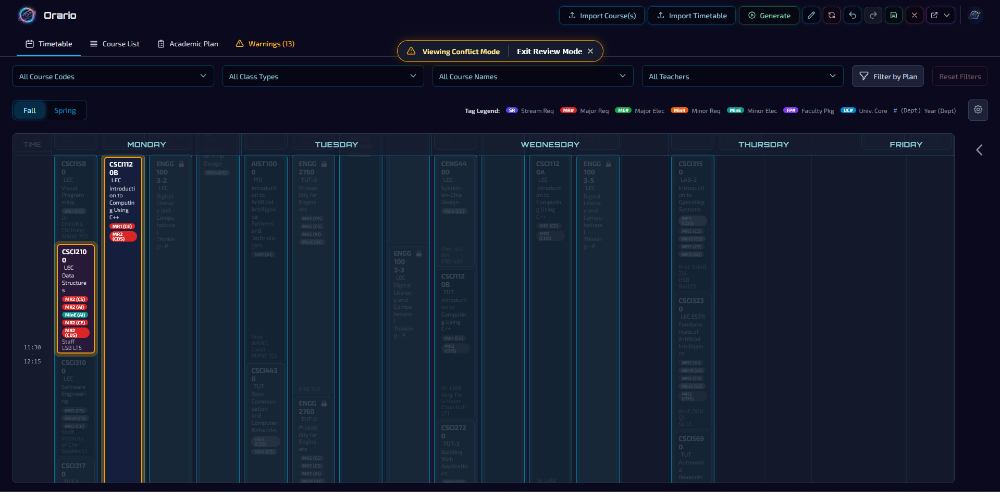 Orario
Import Course(s)
Import Timetable
Generate
Timetable
Course List
Academic Plan
Warnings (13)
Viewing Conflict Mode
Exit Review Mode
All Course Codes
All Class Types
All Course Names
All Teachers
Filter by Plan
Reset Filters
Fall
Spring
Tag Legend:
SR Stream Req
MR# Major Req
ME# Major Elec
MinR Minor Req
MinE Minor Elec
FP# Faculty Pkg
UC# Univ. Core
# (Dept) Year (Dept)
TIME
MONDAY
TUESDAY
WEDNESDAY
THURSDAY
FRIDAY
11:30
-
12:15
CSCI158
0
LEC
Visual
Program
ming
ME1 (CS)
Dr.
CHEONG
Chi Hong
MMW 703
CSCI210
0
LEC
Data
Structure
s
MR2 (CS)
MR2 (AI)
MinE (AI)
MR2 (CE)
MR2
(CDS)
Staff
LSB LT5
CSCI310
0
LEC
Software
Engineeri
ng
MR3 (CS)
MinR (CS)
MR3 (CE)
Staff
Institute
of Chin
Studies L1
CSCI317
0
TUT-1
CSCI112
0B
LEC
Introducti
on to
Computin
g Using
C++
MR1 (CE)
MR2
(CDS)
ENGG
100
3-2
LEC
Digital
Literac
y and
Compu
tationa
l
Thinkin
g—P
on-Chip
Design
ME4 (CE)
AIST100
0
PRJ
Introducti
on to
Artificial
Intelligen
ce:
Systems
and
Technolo
gies
MR1 (AI)
Prof.
WANG
Liwei
MMW 703
CSCI443
0
TUT
Data
Communi
cation
and
Computer
Networks
ME4
(CDS)
ME4 (CS)
ENGG
2760
TUT-3
Probab
ility for
Engine
ers
MR2 (CE)
MR2 (CS)
MR2 (AI)
MinE (AI)
ERB 703
ENGG
2760
TUT-2
Probab
ility for
Engine
ers
MR2 (CE)
MR2 (CS)
MR2 (AI)
MinE (AI)
ENGG
100
3-3
LEC
Digital
Literac
y and
Compu
tationa
l
Thinkin
g—P
CENG44
80
LEC
System-
on-Chip
Design
ME4 (CE)
Prof. YU
Bei
ERB 401
CSCI112
0B
TUT
Introducti
on to
Computin
g Using
C++
MR1 (CE)
MR2
(CDS)
Dr. LAM
King Tin
Li Koon
Chun Hall
LT1
CSCI272
0
TUT-3
Building
Web
Applicatio
ns
CSCI112
0A
LEC
Introducti
on to
Computin
g Using
C++
MR1 (CE)
MR2
(CDS)
Dr. LAW
ENGG
100
3-5
LEC
Digital
Literac
y and
Compu
tationa
l
Thinkin
g—P
CSCI315
0
LAB-2
Introducti
on to
Operating
Systems
ME3
(CDS)
MR3 (CS)
MinE (CS)
MR3 (CE)
ME3 (AI)
Prof. SHAO
Zili
HSB
Rm123
CSCI323
0
LEC ESTR
Fundame
ntals of
Artificial
Intelligen
ce
MR3 (AI)
MinR (AI)
MR3 (CS)
MinE (CS)
MR3
(CDS)
Prof. DOU
Qi
SC L1
CSCI569
0
TUT
Automate
d
Reasonin